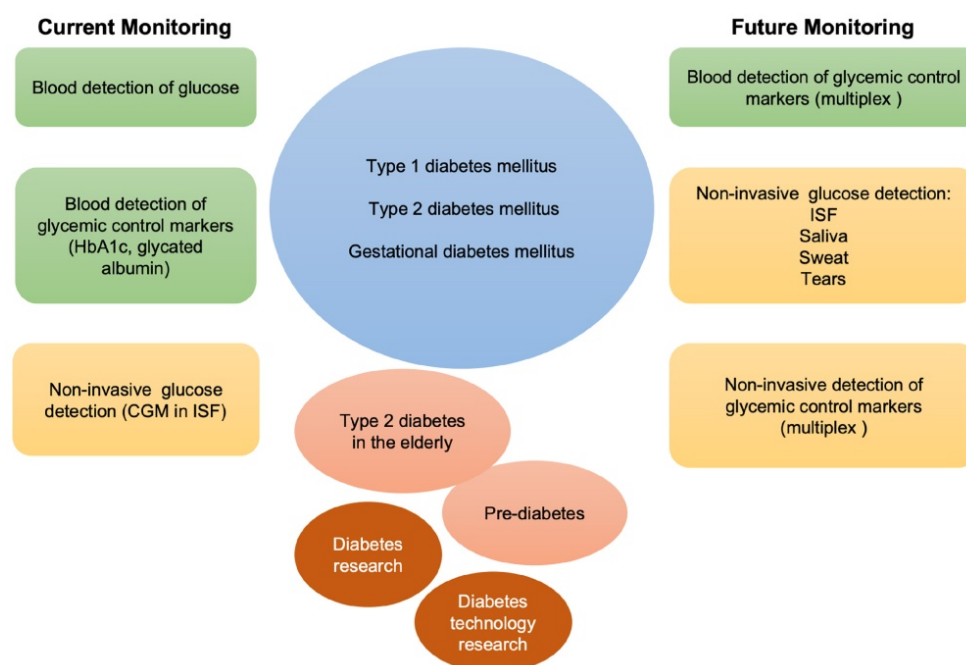 Current Monitoring
Blood detection of glucose
Blood detection of
glycemic control markers
(HbA1c, glycated
albumin)
Non-invasive glucose
detection (CGM in ISF)
Type 1 diabetes mellitus
Type 2 diabetes mellitus
Gestational diabetes mellitus
Type 2 diabetes
in the elderly
Pre-diabetes
Diabetes
research
Diabetes
technology
research
Future Monitoring
Blood detection of glycemic control
markers (multiplex )
Non-invasive glucose detection:
ISF
Saliva
Sweat
Tears
Non-invasive detection of
glycemic control markers
(multiplex )